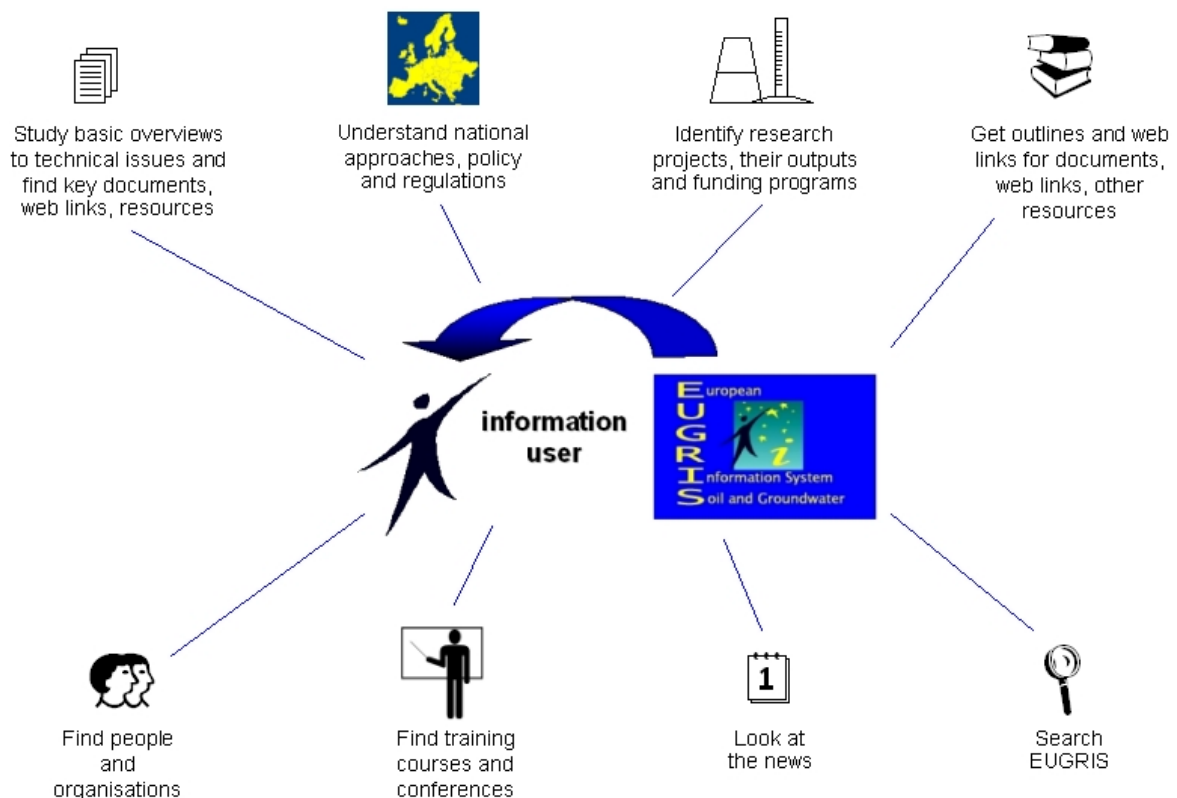 Study basic overviews
to technical issues and
find key documents,
web links, resources
Understand national
approaches, policy
and regulations
Identify research
projects, their outputs
and funding programs
Get outlines and web
links for documents,
web links, other
resources
information
user
European
EUGRIS
i
Information System
Soil and Groundwater
Find people
and
organisations
Find training
courses and
conferences
1
Look at
the news
Search
EUGRIS